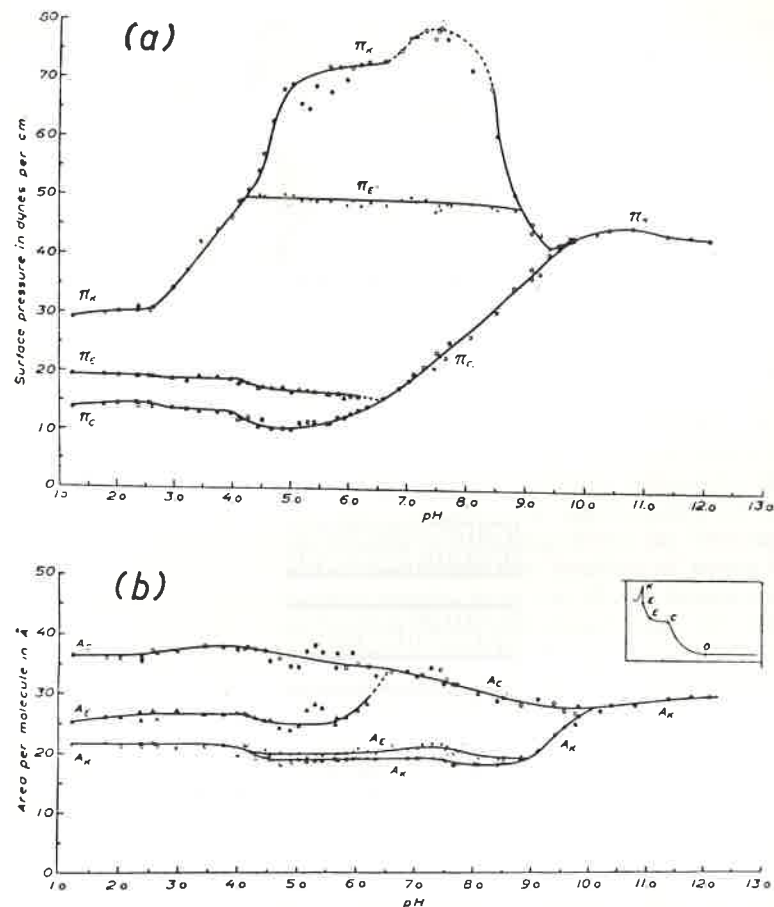 (a)
80
70
60
50
40
30
20
10
0
Surface pressure in dynes per cm.
πK
πK
πE
πE
πC
πC
πK
1.0 2.0 3.0 4.0 5.0 6.0 7.0 8.0 9.0 10.0 11.0 12.0 13.0
pH
(b)
50
40
30
20
10
0
Area per molecule in Å
K
E
E
C
O
AC
AE
AK
AC
AE
AK
AK
AK
1.0 2.0 3.0 4.0 5.0 6.0 7.0 8.0 9.0 10.0 11.0 12.0 13.0
pH